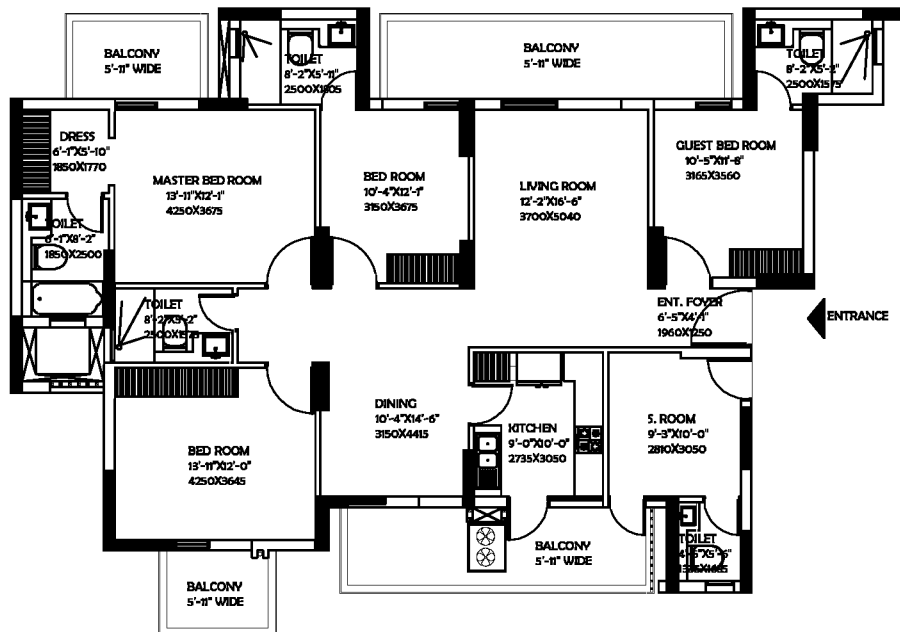 BALCONY
5'-11" WIDE
TOILET
8'-2"X5'-11"
2500X1805
BALCONY
5'-11" WIDE
TOILET
8'-2"X5'-2"
2500X1575
DRESS
6'-1"X5'-10"
1850X1770
MASTER BED ROOM
13'-11"X12'-1"
4250X3675
BED ROOM
10'-4"X12'-1"
3150X3675
LIVING ROOM
12'-2"X16'-6"
3700X5040
GUEST BED ROOM
10'-5"X11'-8"
3165X3560
TOILET
6'-1"X8'-2"
1850X2500
TOILET
8'-2"X5'-2"
2500X1575
ENT. FOYER
6'-5"X4'-1"
1960X1250
ENTRANCE
DINING
10'-4"X14'-6"
3150X4415
KITCHEN
9'-0"X10'-0"
2735X3050
S. ROOM
9'-3"X10'-0"
2810X3050
BED ROOM
13'-11"X12'-0"
4250X3645
BALCONY
5'-11" WIDE
TOILET
BALCONY
5'-11" WIDE